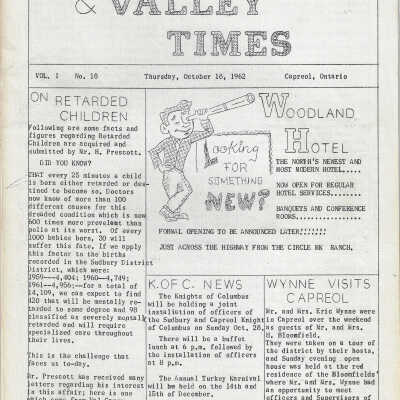 & VALLEY
TIMES
VOL. I No. 18 Thursday, October 18, 1962 Capreol, Ontario
ON RETARDED
CHILDREN
Following are some facts and
figures regarding Retarded
Children are acquired and
submitted by Mr. H. Prescott.
DID YOU KNOW?
THAT every 25 minutes a child
is born either retarded or des-
tined to become so. Doctors
now know of more than 100
different causes for this
dreaded condition which is now
600 times more prevelant than
polio at its worst. Of every
1000 babies born, 30 will
suffer this fate. If we apply
this factor to the births
recorded in the Sudbury District
District, which were:
1959--4,404; 1960--4,749;
1961--4,956;--for a total of
14,109, we can expect to find
420 that will be mentally re-
tarded to some degree and 98
classified as severely mentally
retarded and will require
specialized care throughout
their lives.
This is the challenge that
faces us to-day.
Mr. Prescott has received many
letters regarding his interest
in this affair; here is one
Looking
FOR
SOMETHING
NEW?
WOODLAND
HOTEL
THE NORTH'S NEWEST AND
MOST MODERN HOTEL.....
NOW OPEN FOR REGULAR
HOTEL SERVICES........
BANQUETS AND CONFERENCE
ROOMS..................
FORMAL OPENING TO BE ANNOUNCED LATER!!!!!!!
JUST ACROSS THE HIGHWAY FROM THE CIRCLE BK RANCH.
K. OF C. NEWS
The Knights of Columbus
will be holding a joint
installation of officers of
the Sudbury and Capreol Knights
of Columbus on Sunday Oct. 28,
There will be a buffet
lunch at 6 p.m. followed by
the installation of officers
at 8 p.m.
The Annual Turkey Karnival
will be held on the 14th and
15th of December.
WYNNE VISITS
CAPREOL
Mr. and Mrs. Eric Wynne were
in Capreol over the weekend
as guests of Mr. and Mrs.
H. Bloomfield.
They were taken on a tour of
the district by their hosts,
and Sunday evening open
house was held at the
residence of the Bloomfields'
where Mr. and Mrs. Wynne had
an opportunity to meet
officers and Supervisors of